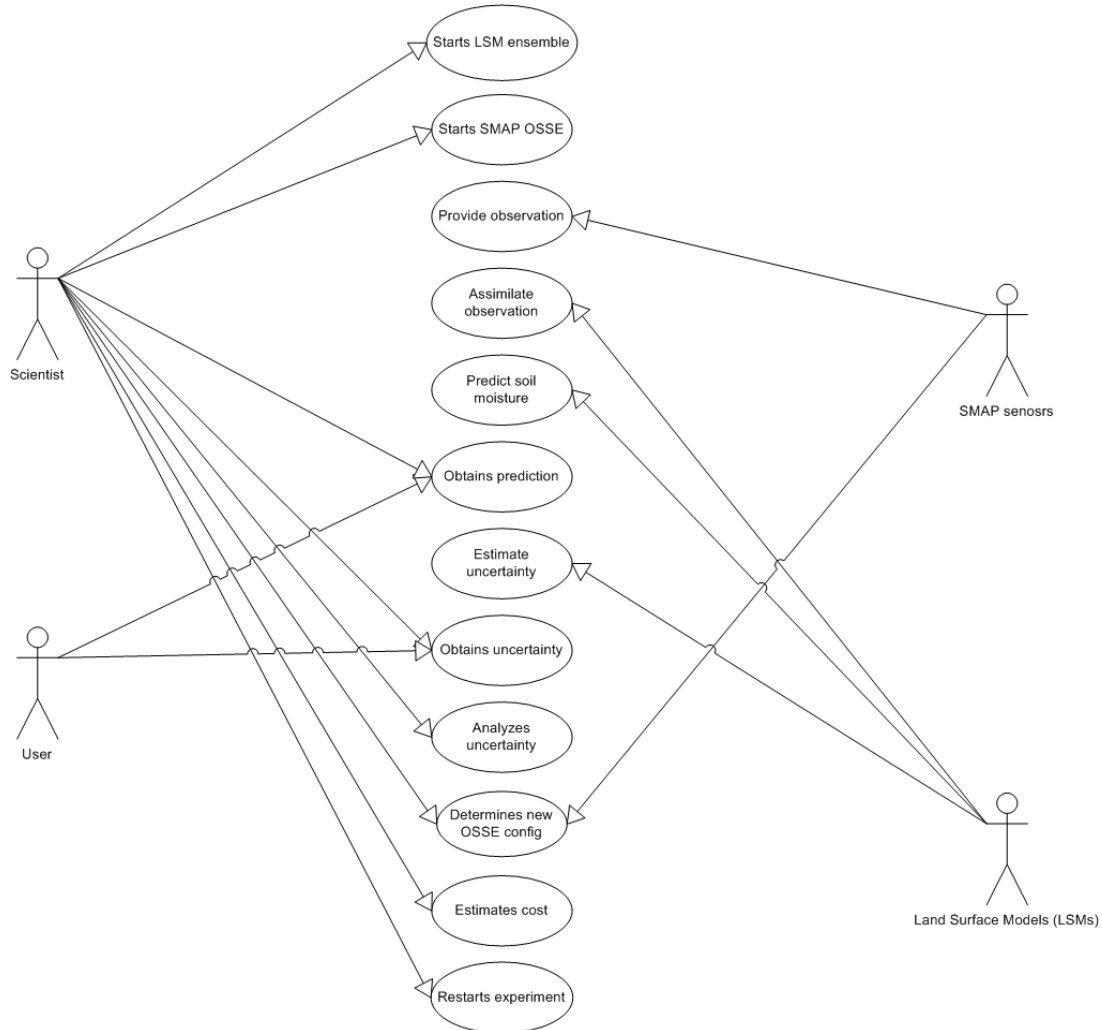 Starts LSM ensemble
Starts SMAP OSSE
Provide observation
Assimilate
observation
Predict soil
moisture
Obtains prediction
Estimate
uncertainty
Obtains uncertainty
Analyzes
uncertainty
Determines new
OSSE config
Estimates cost
Restarts experiment
Scientist
User
SMAP senosrs
Land Surface Models (LSMs)